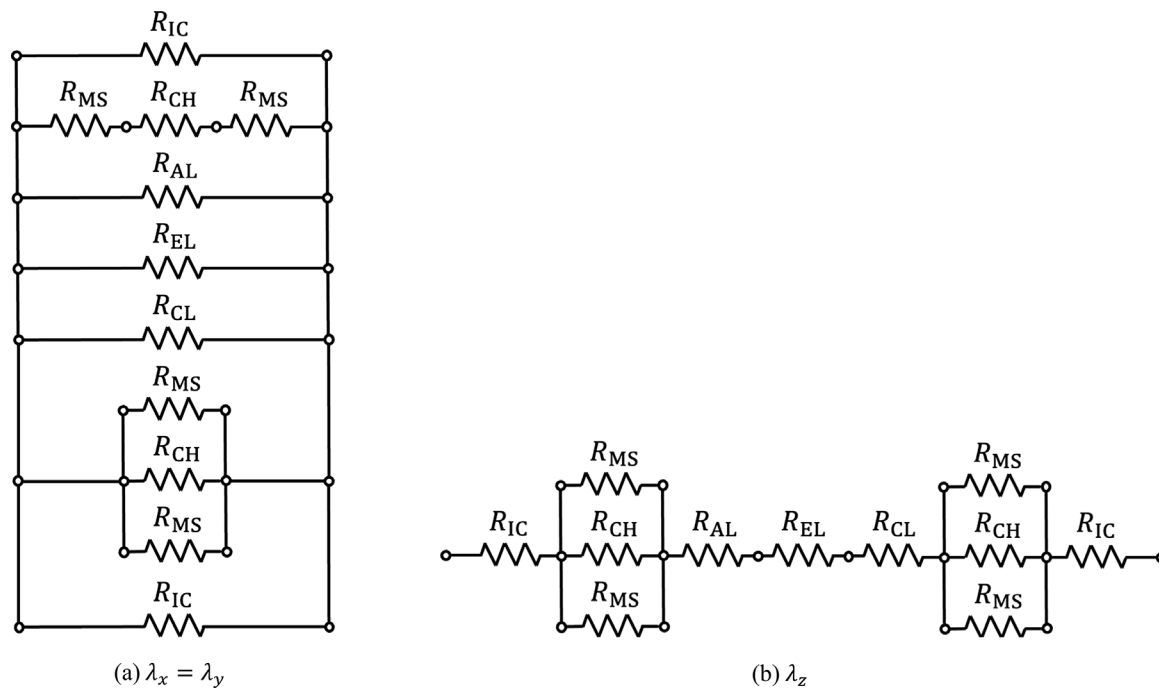 R_IC
R_MS R_CH R_MS
R_AL
R_EL
R_CL
R_MS
R_CH
R_MS
R_IC
(a) λ_x = λ_y
R_MS R_MS
R_IC R_CH R_AL R_EL R_CL R_CH R_IC
R_MS R_MS
(b) λ_z